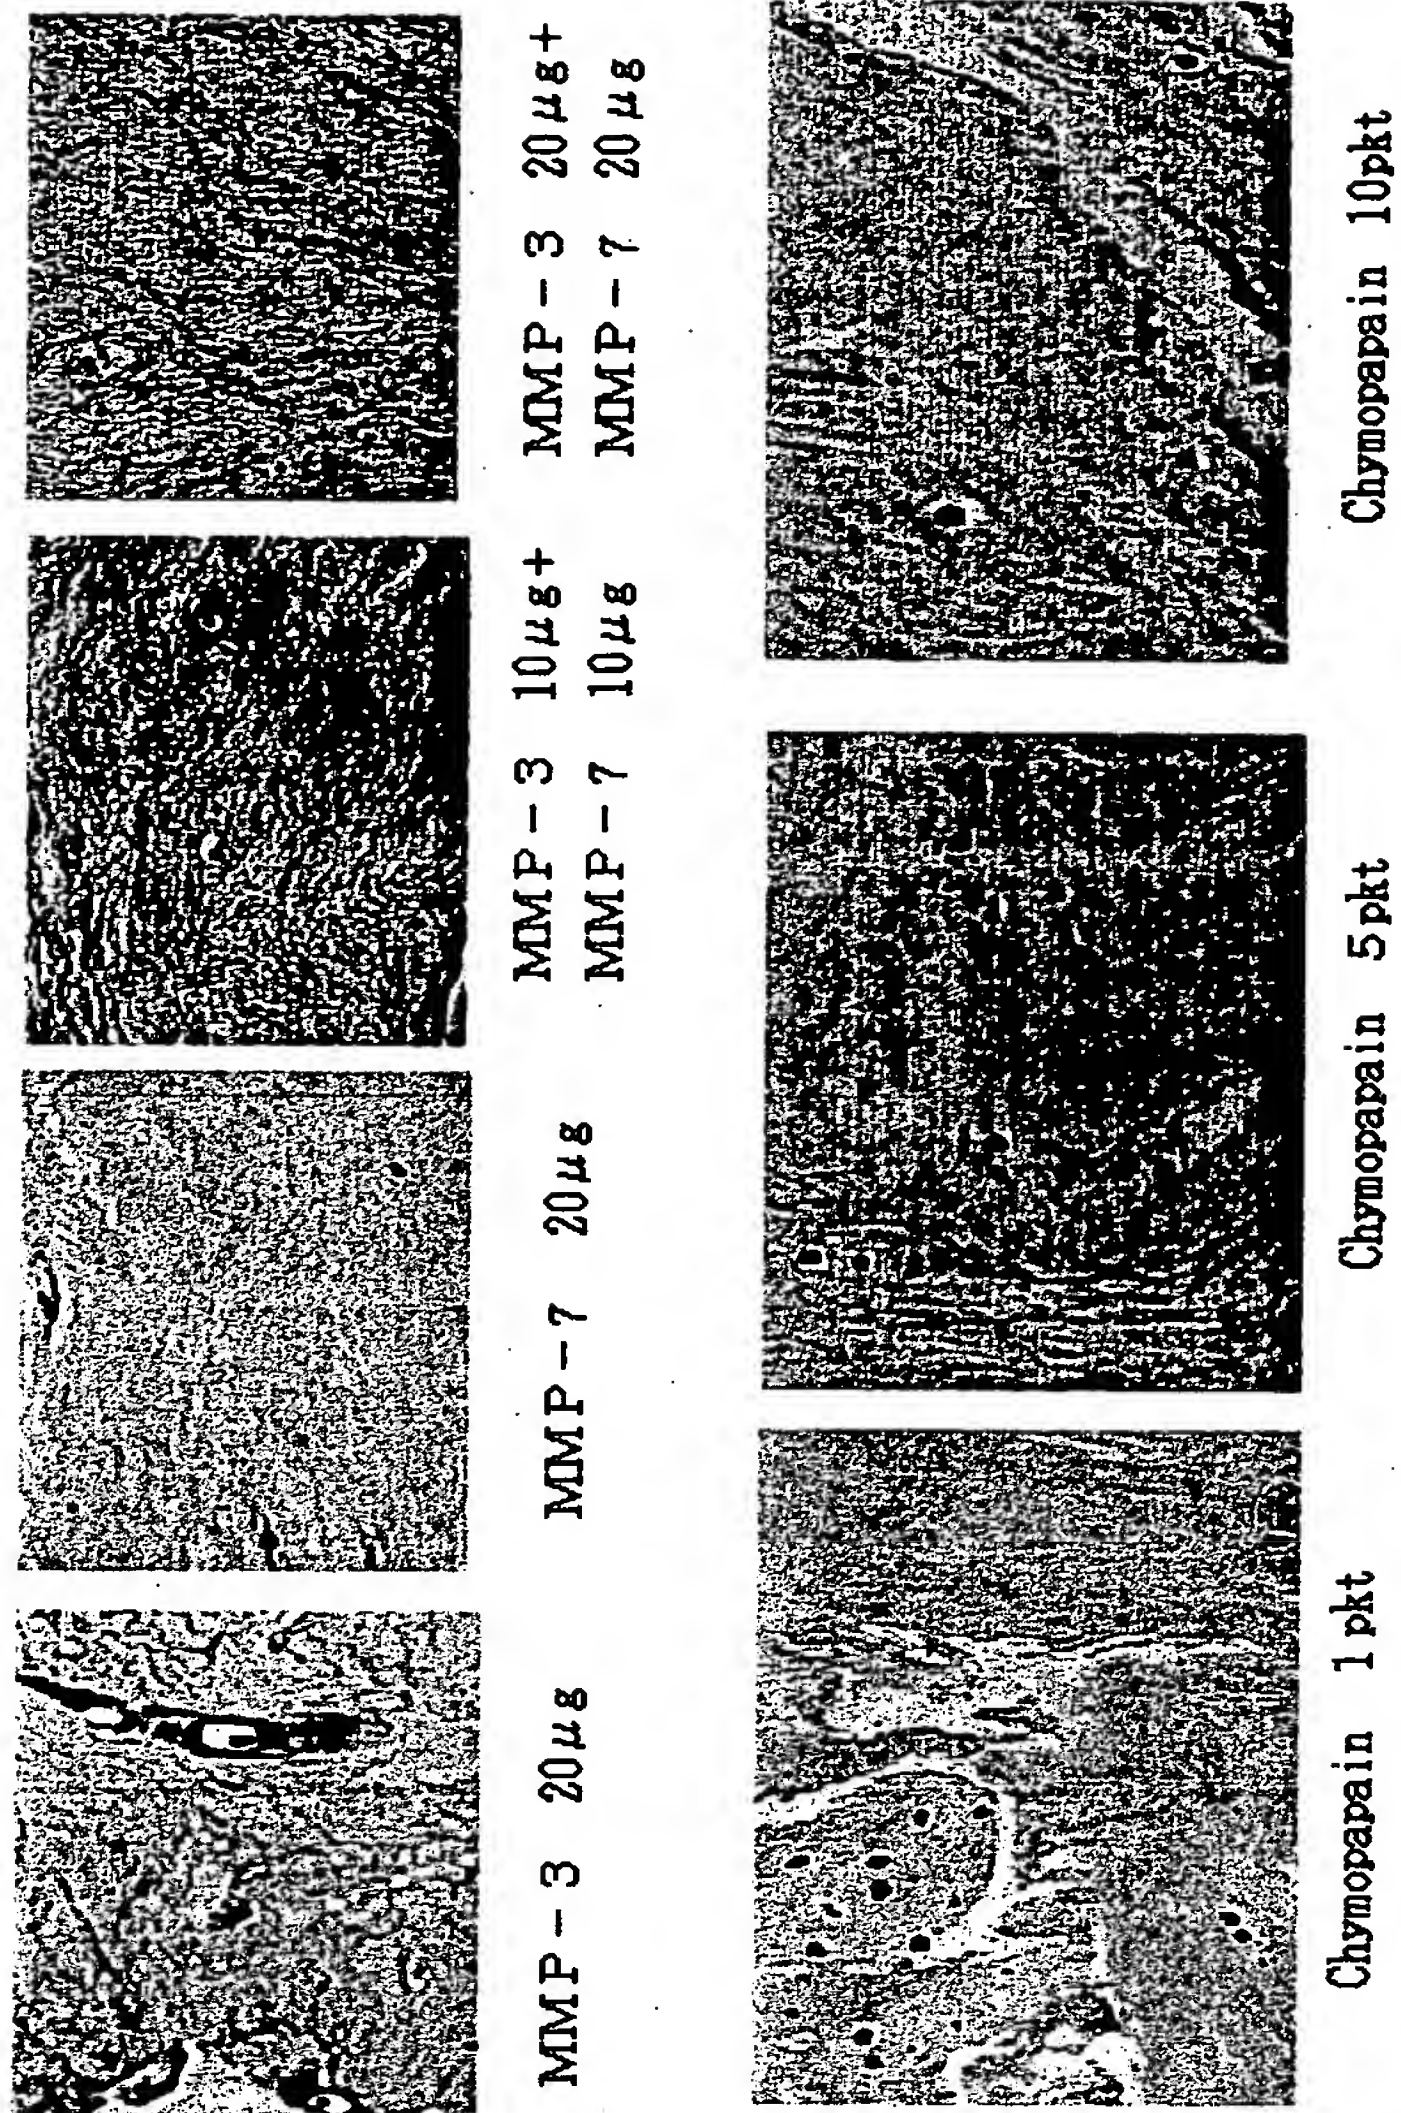 MMP-3 20μg
MMP-7 20μg
MMP-3 10μg+
MMP-7 10μg
MMP-3 20μg+
MMP-7 20μg
Chymopapain 1pkt
Chymopapain 5pkt
Chymopapain 10pkt